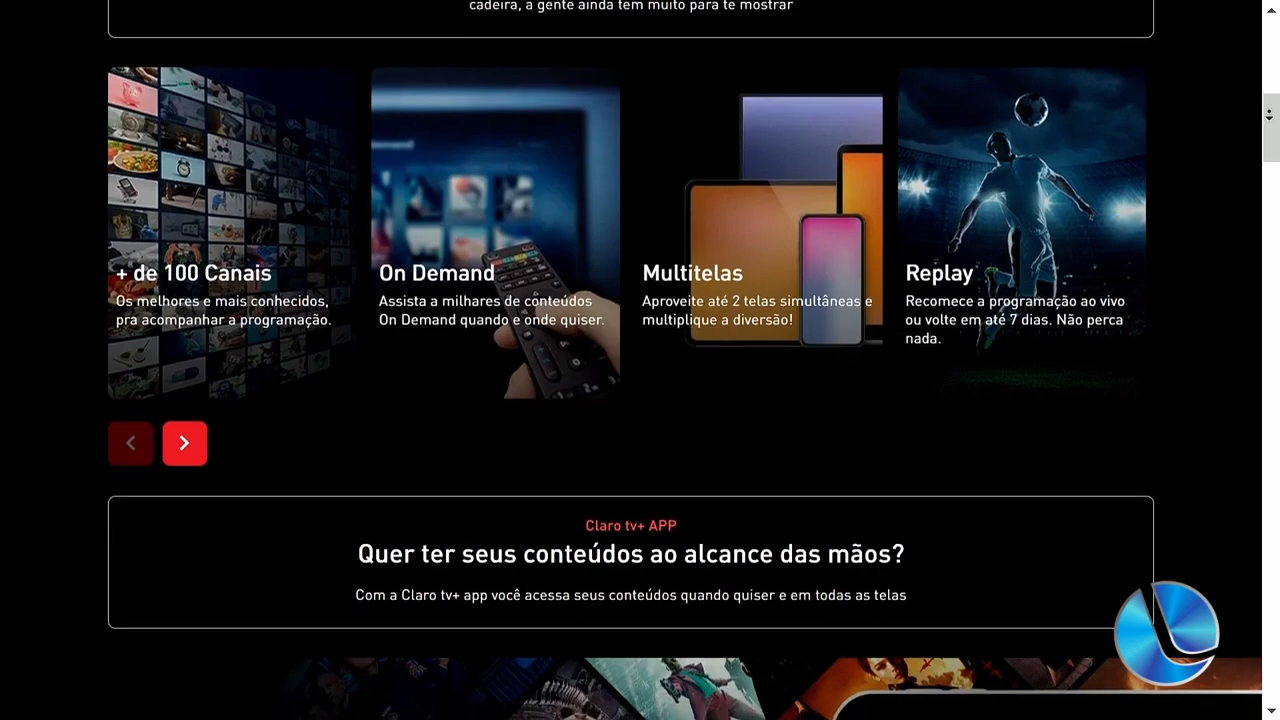 cadeira, a gente ainda tem muito para te mostrar
+ de 100 Canais
Os melhores e mais conhecidos,
pra acompanhar a programação.
On Demand
Assista a milhares de conteúdos
On Demand quando e onde quiser.
Multitelas
Aproveite até 2 telas simultâneas e
multiplique a diversão!
Replay
Recomece a programação ao vivo
ou volte em até 7 dias. Não perca
nada.
Claro tv+ APP
Quer ter seus conteúdos ao alcance das mãos?
Com a Claro tv+ app você acessa seus conteúdos quando quiser e em todas as telas